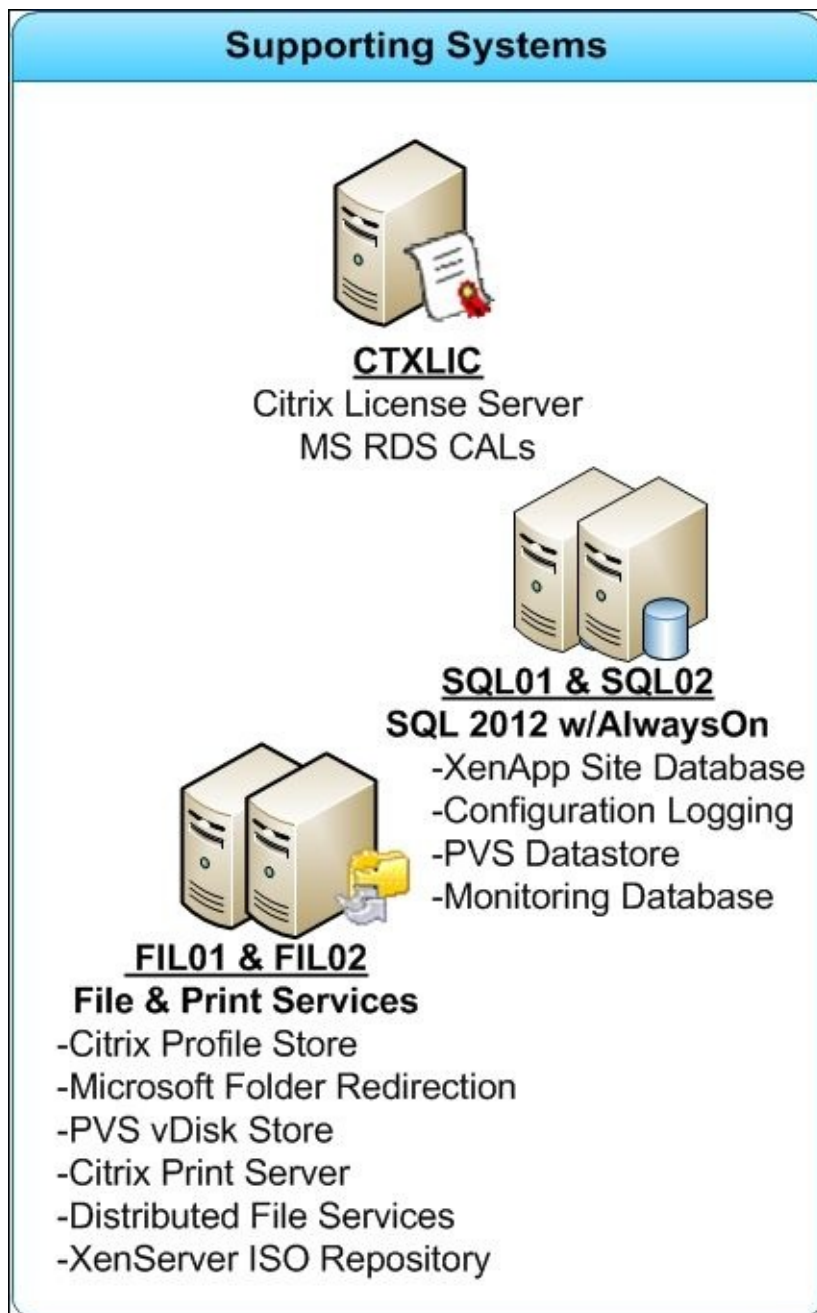 Supporting Systems
CTXLIC
Citrix License Server
MS RDS CALs
SQL01 & SQL02
SQL 2012 w/AlwaysOn
-XenApp Site Database
-Configuration Logging
-PVS Datastore
-Monitoring Database
FIL01 & FIL02
File & Print Services
-Citrix Profile Store
-Microsoft Folder Redirection
-PVS vDisk Store
-Citrix Print Server
-Distributed File Services
-XenServer ISO Repository